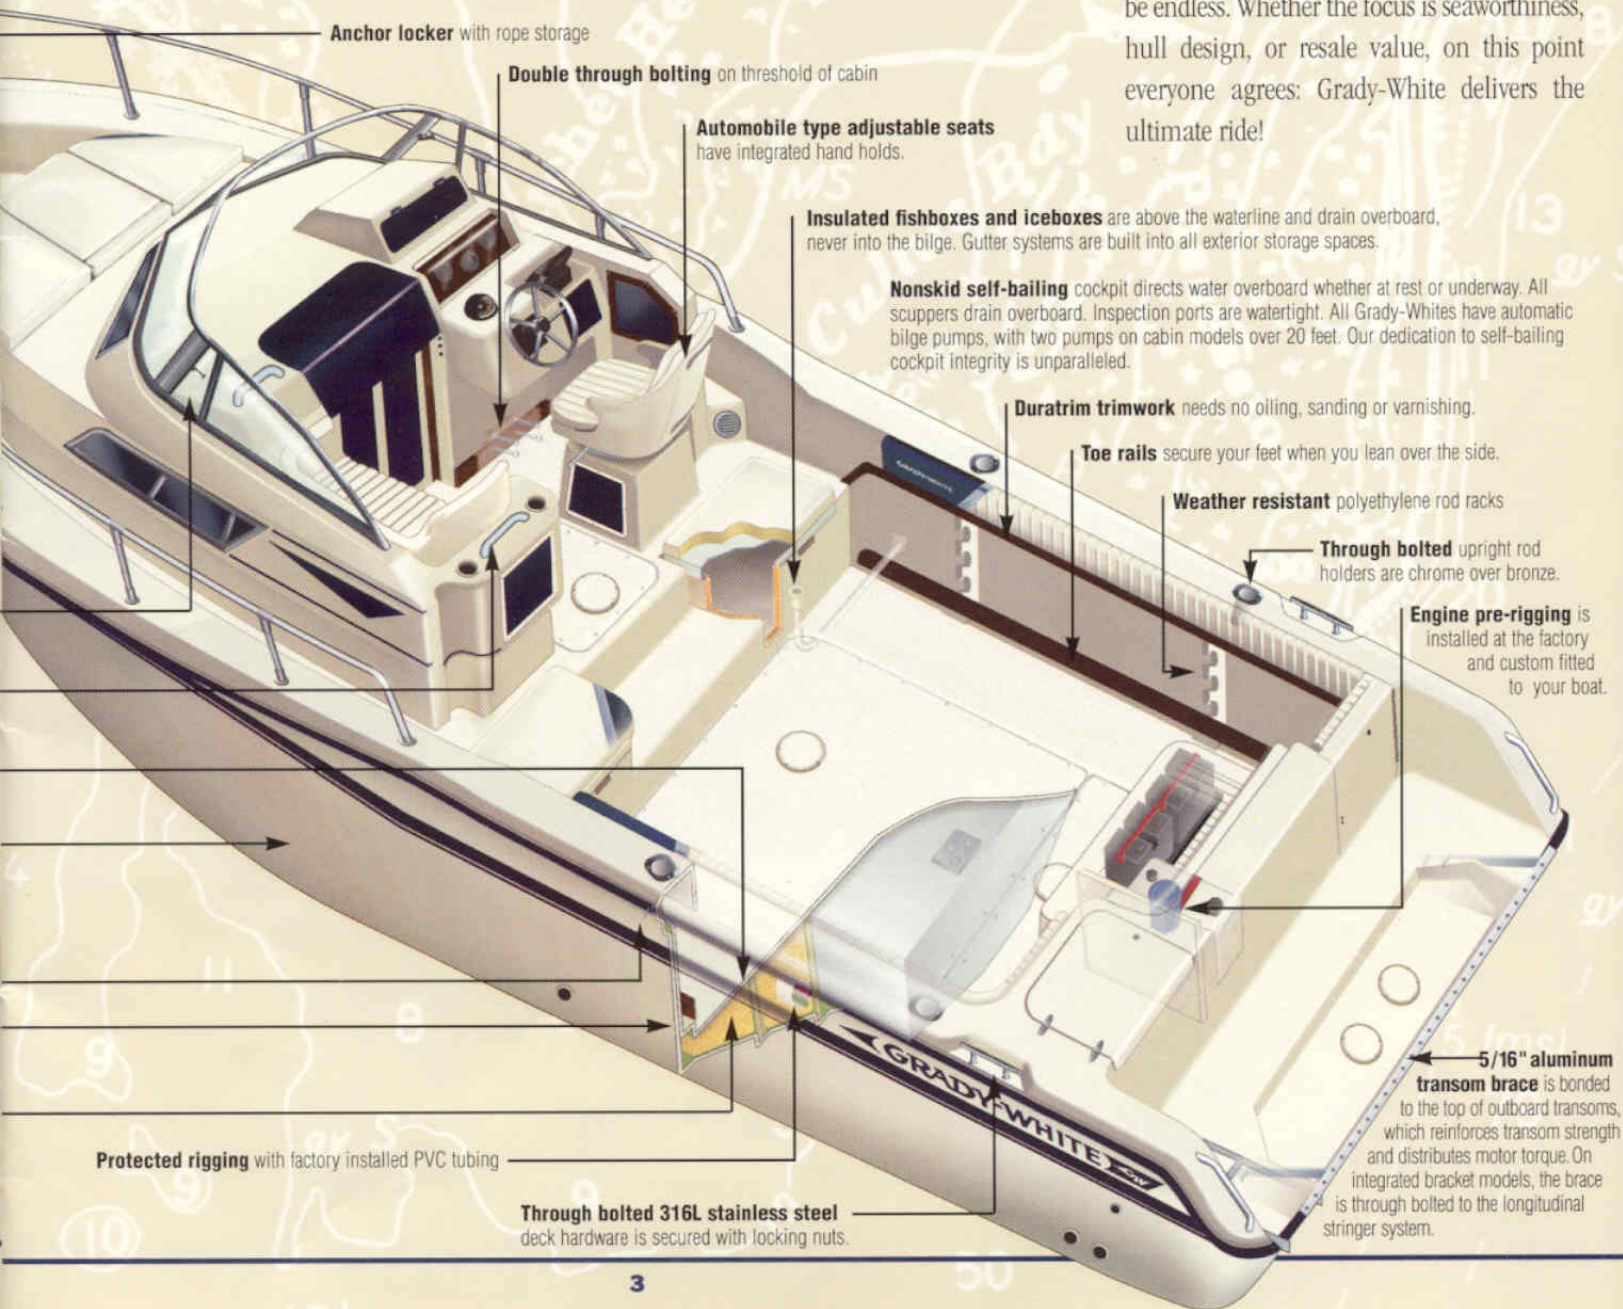 be endless. Whether the focus is seaworthiness,
hull design, or resale value, on this point
everyone agrees: Grady-White delivers the
ultimate ride!
Anchor locker with rope storage
Double through bolting on threshold of cabin
Automobile type adjustable seats
have integrated hand holds.
Insulated fishboxes and iceboxes are above the waterline and drain overboard,
never into the bilge. Gutter systems are built into all exterior storage spaces.
Nonskid self-bailing cockpit directs water overboard whether at rest or underway. All
scuppers drain overboard. Inspection ports are watertight. All Grady-Whites have automatic
bilge pumps, with two pumps on cabin models over 20 feet. Our dedication to self-bailing
cockpit integrity is unparalleled.
Duratrim trimwork needs no oiling, sanding or varnishing.
Toe rails secure your feet when you lean over the side.
Weather resistant polyethylene rod racks
Through bolted upright rod
holders are chrome over bronze.
Engine pre-rigging is
installed at the factory
and custom fitted
to your boat.
5/16" aluminum
transom brace is bonded
to the top of outboard transoms,
which reinforces transom strength
and distributes motor torque. On
integrated bracket models, the brace
is through bolted to the longitudinal
stringer system.
GRADY-WHITE GW
Protected rigging with factory installed PVC tubing
Through bolted 316L stainless steel
deck hardware is secured with locking nuts.
3
MS
13
11
11
8
9
9
10
50